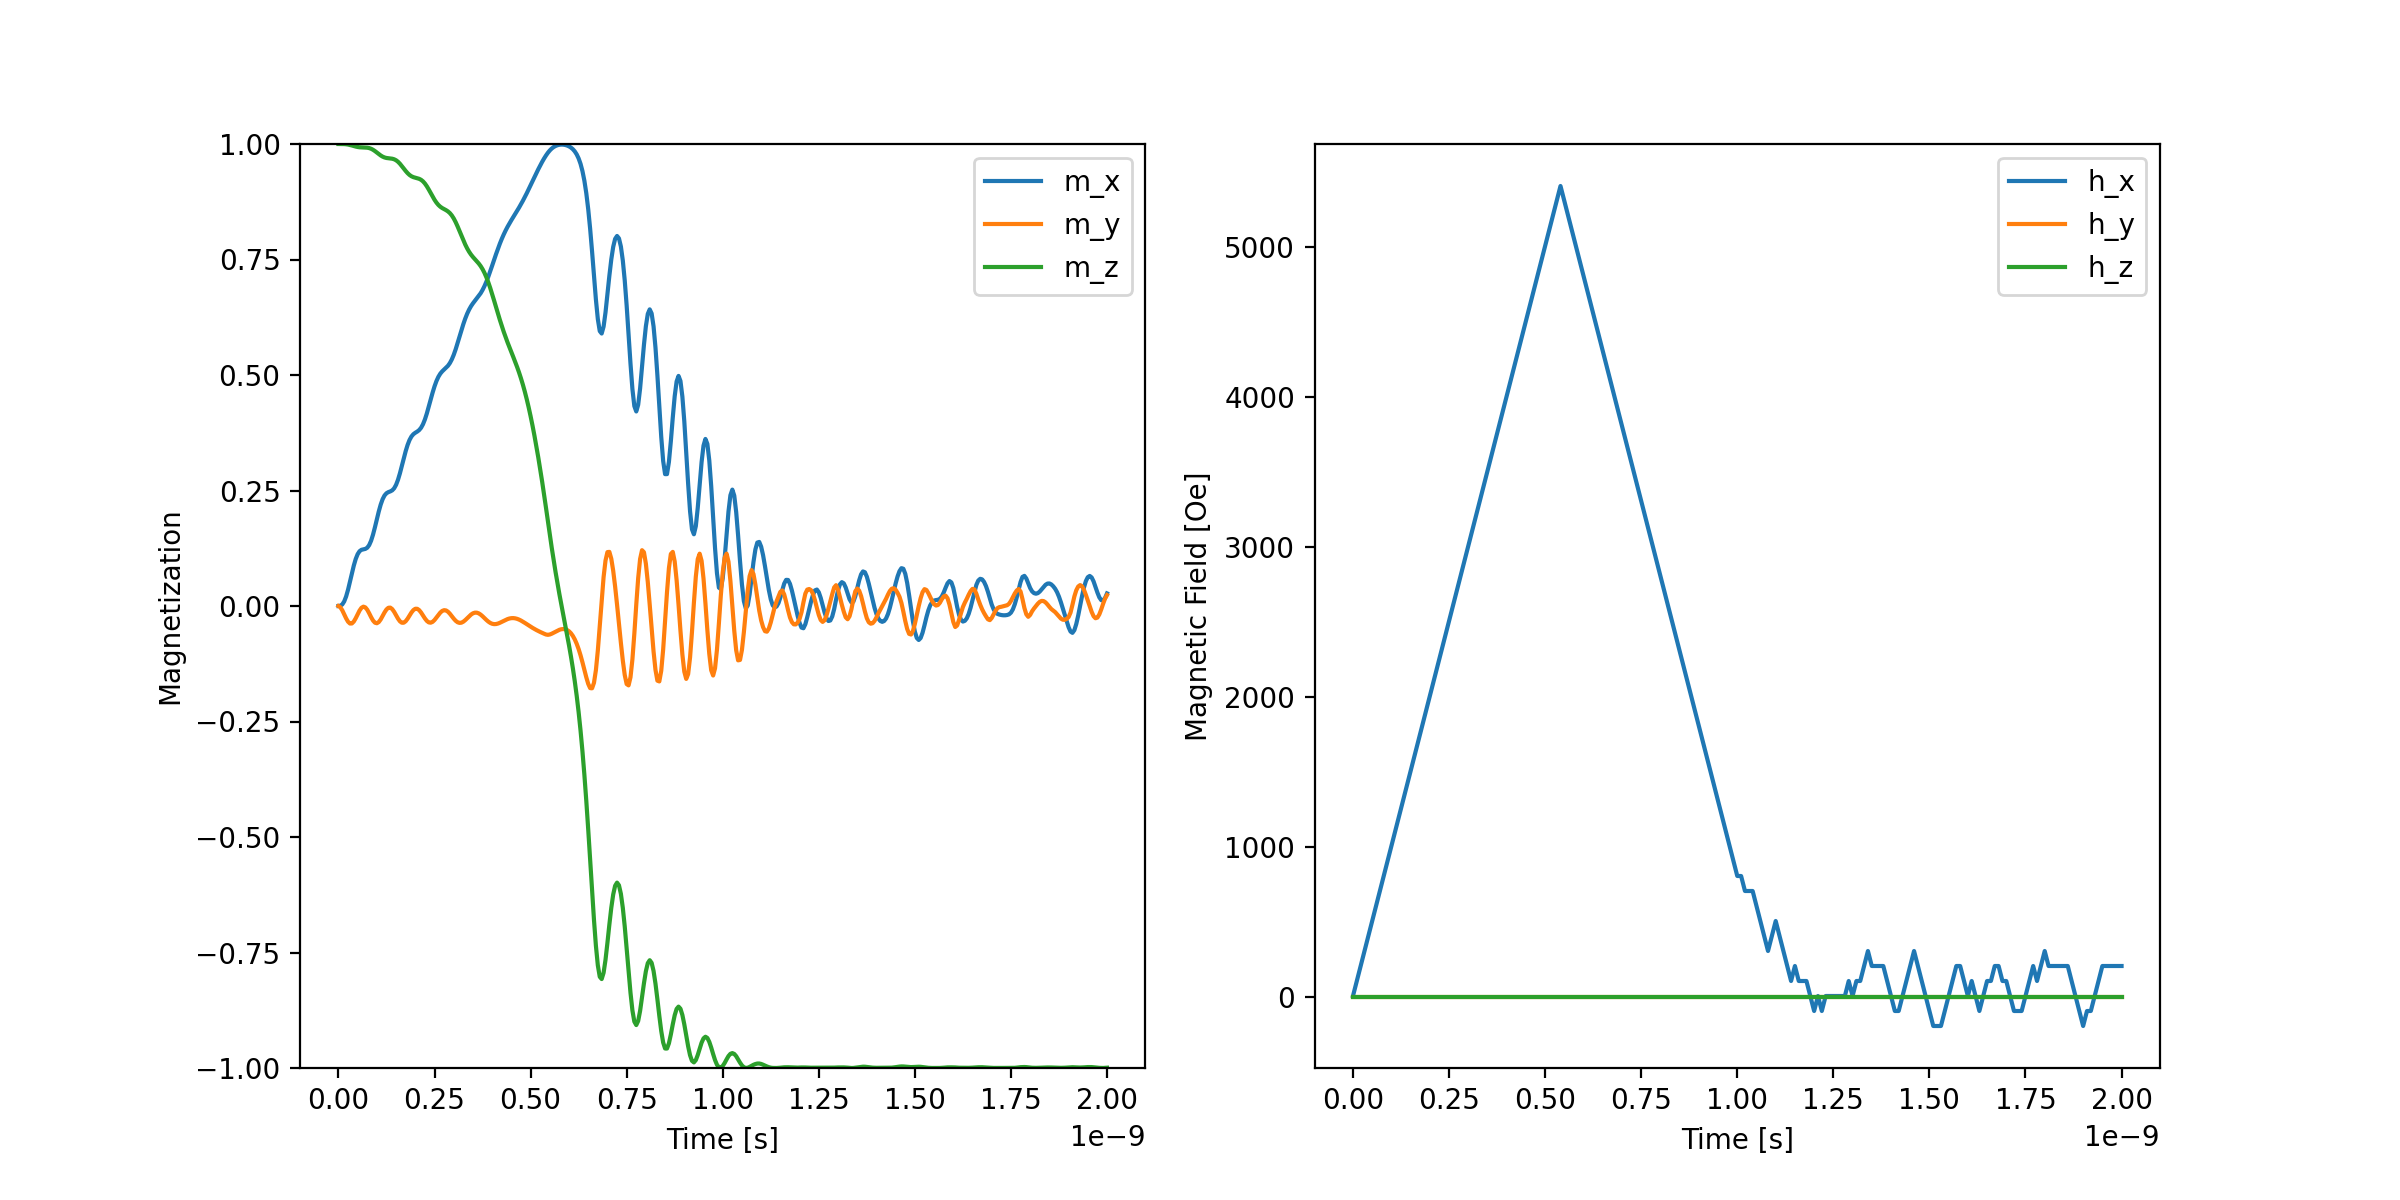 1.00
0.75
0.50
0.25
0.00
−0.25
−0.50
−0.75
−1.00
Magnetization
m_x
m_y
m_z
0.00 0.25 0.50 0.75 1.00 1.25 1.50 1.75 2.00
Time [s]
1e−9
5000
4000
3000
2000
1000
0
Magnetic Field [Oe]
h_x
h_y
h_z
0.00 0.25 0.50 0.75 1.00 1.25 1.50 1.75 2.00
Time [s]
1e−9